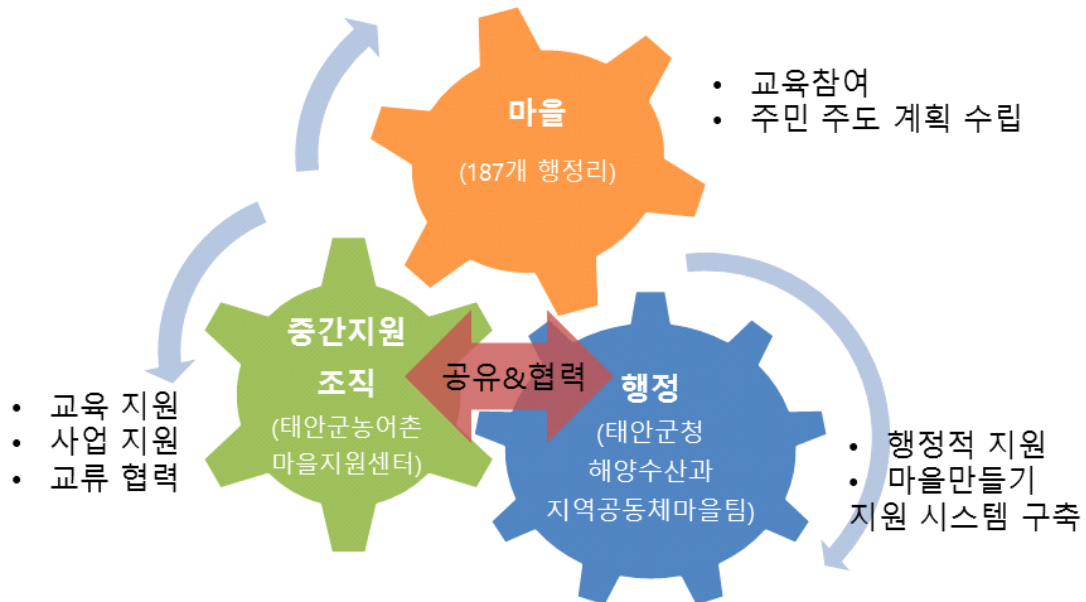 마을
(187개 행정리)
• 교육참여
• 주민 주도 계획 수립
중간지원
조직
(태안군농어촌
마을지원센터)
• 교육 지원
• 사업 지원
• 교류 협력
공유&협력
행정
(태안군청
해양수산과
지역공동체마을팀)
• 행정적 지원
• 마을만들기
지원 시스템 구축